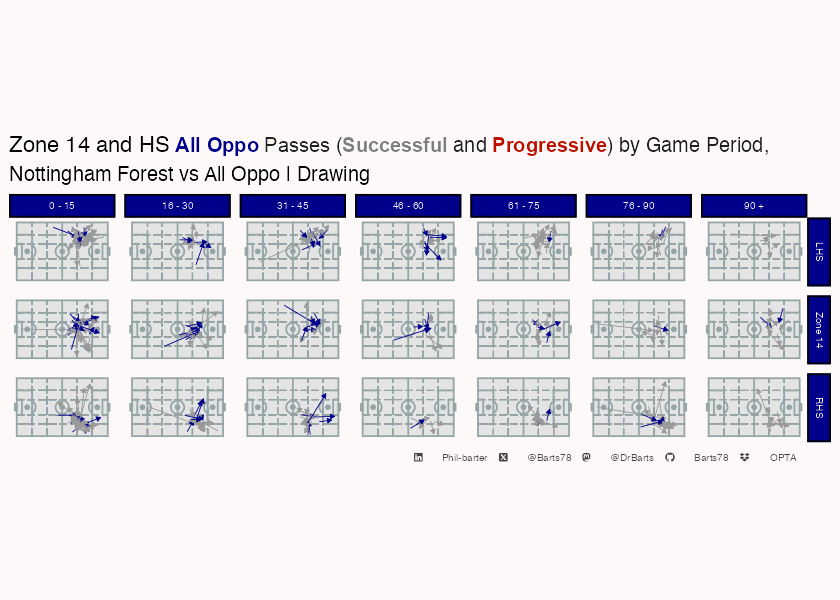 Zone 14 and HS All Oppo Passes (Successful and Progressive) by Game Period,
Nottingham Forest vs All Oppo | Drawing
0 - 15 16 - 30 31 - 45 46 - 60 61 - 75 76 - 90 90 +
LHS
Zone 14
RHS
Phil-barter @Barts78 @DrBarts Barts78 OPTA